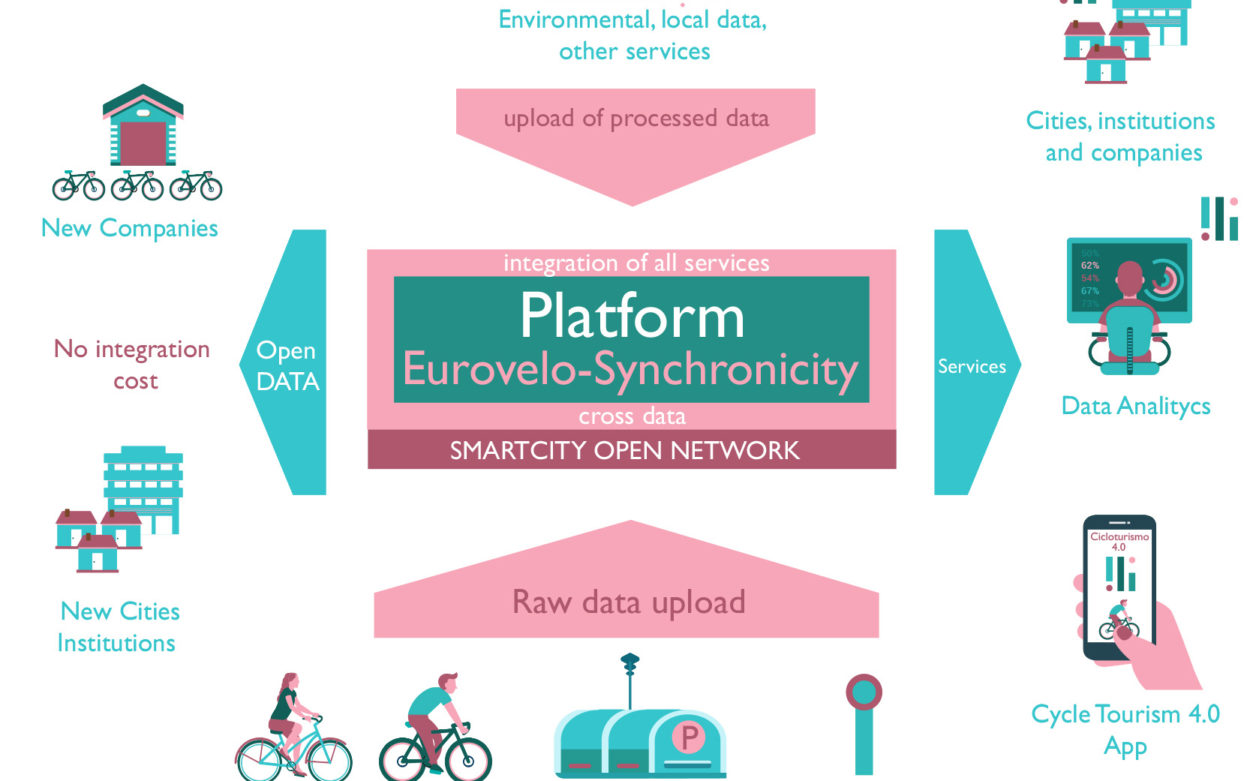 Environmental, local data,
other services
upload of processed data
Cities, institutions
and companies
New Companies
integration of all services
Platform
Eurovelo-Synchronicity
cross data
SMARTCITY OPEN NETWORK
No integration
cost
Open
DATA
Services
50%
62%
54%
67%
73%
Data Analitycs
New Cities
Institutions
Raw data upload
P
Cicloturismo
4.0
Cycle Tourism 4.0
App